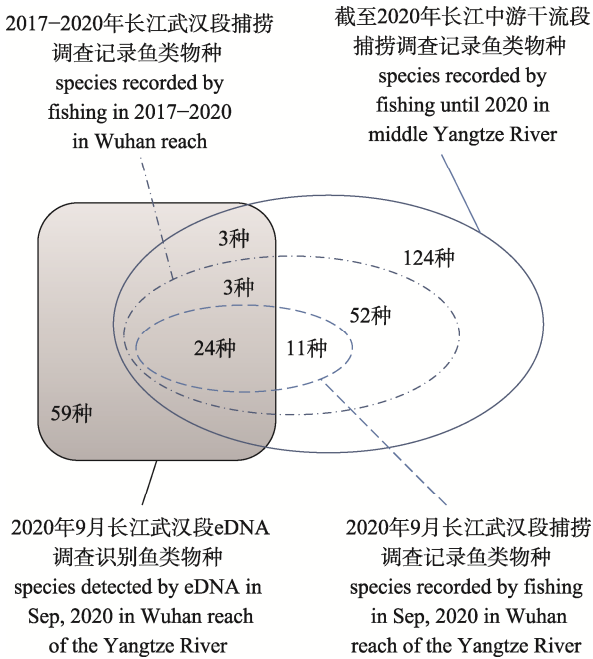 2017−2020年长江武汉段捕捞
调查记录鱼类物种
species recorded by
fishing in 2017−2020
in Wuhan reach
截至2020年长江中游干流段
捕捞调查记录鱼类物种
species recorded by
fishing until 2020 in
middle Yangtze River
3种
124种
3种
52种
24种
11种
59种
2020年9月长江武汉段eDNA
调查识别鱼类物种
species detected by eDNA in
Sep, 2020 in Wuhan reach
of the Yangtze River
2020年9月长江武汉段捕捞
调查记录鱼类物种
species recorded by fishing
in Sep, 2020 in Wuhan
reach of the Yangtze River